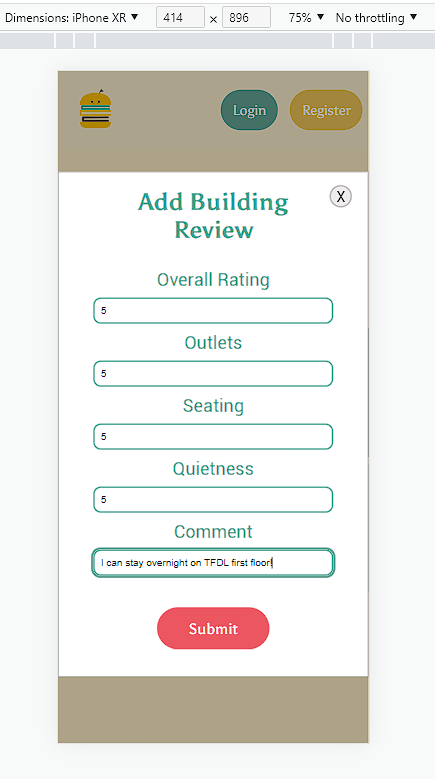 Dimensions: iPhone XR ▼ 414 × 896 75% ▼ No throttling ▼
Login Register
Add Building
Review
X
Overall Rating
5
Outlets
5
Seating
5
Quietness
5
Comment
I can stay overnight on TFDL first floor!
Submit